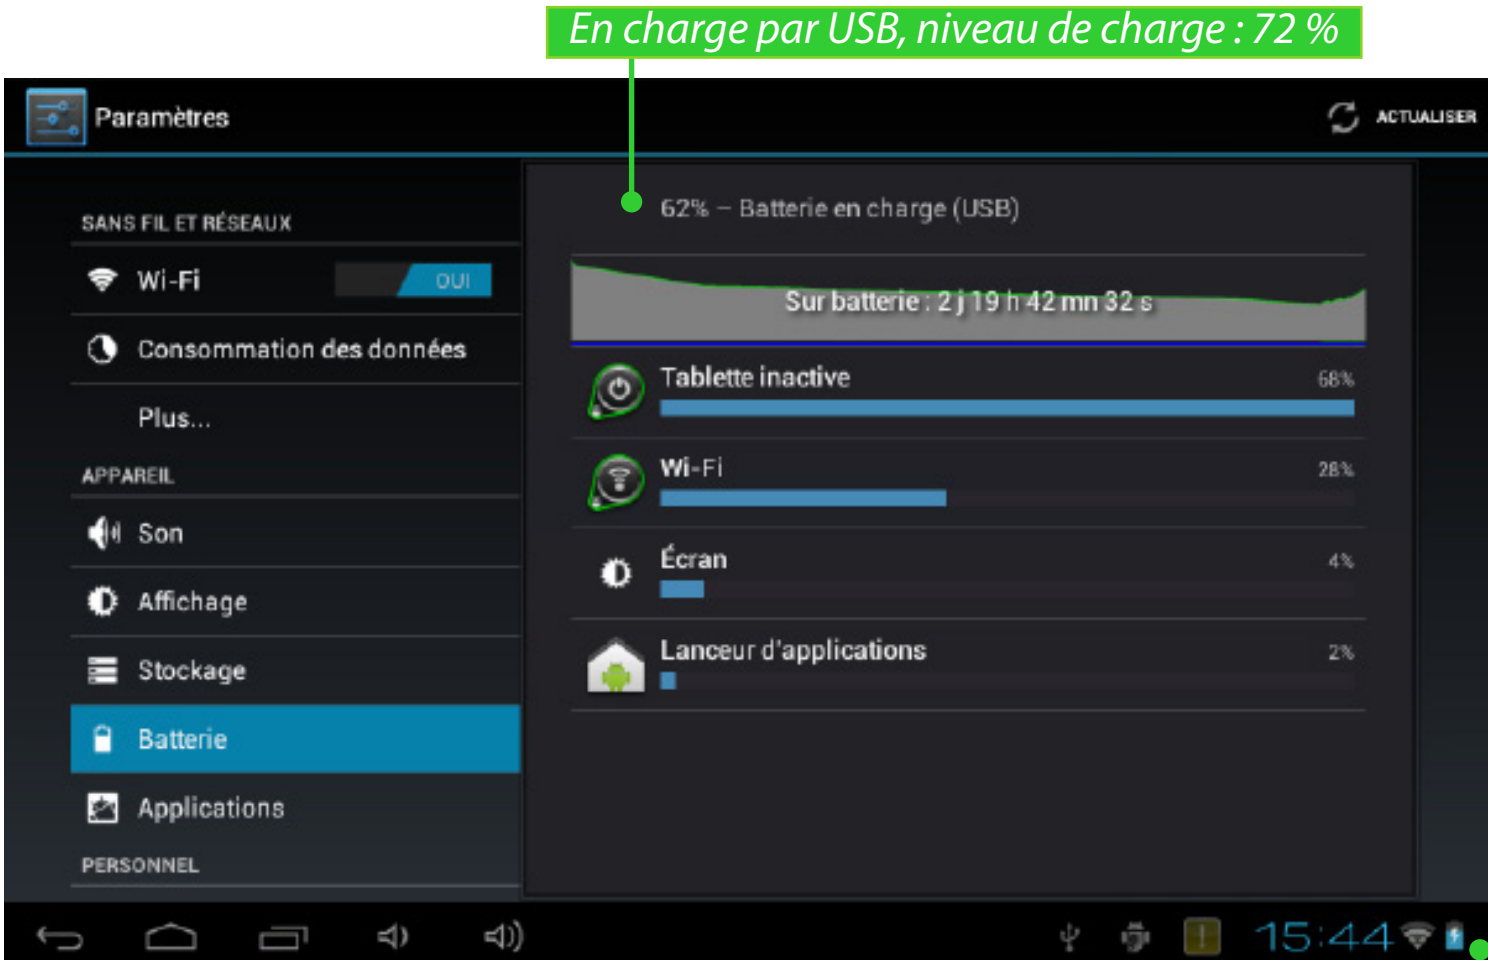 En charge par USB, niveau de charge : 72 %
Paramètres
ACTUALISER
SANS FIL ET RÉSEAUX
Wi-Fi
OUI
Consommation des données
Plus...
APPAREIL
Son
Affichage
Stockage
Batterie
Applications
PERSONNEL
62% – Batterie en charge (USB)
Sur batterie : 2 j 19 h 42 mn 32 s
Tablette inactive
68%
Wi-Fi
28%
Écran
4%
Lanceur d'applications
2%
15:44